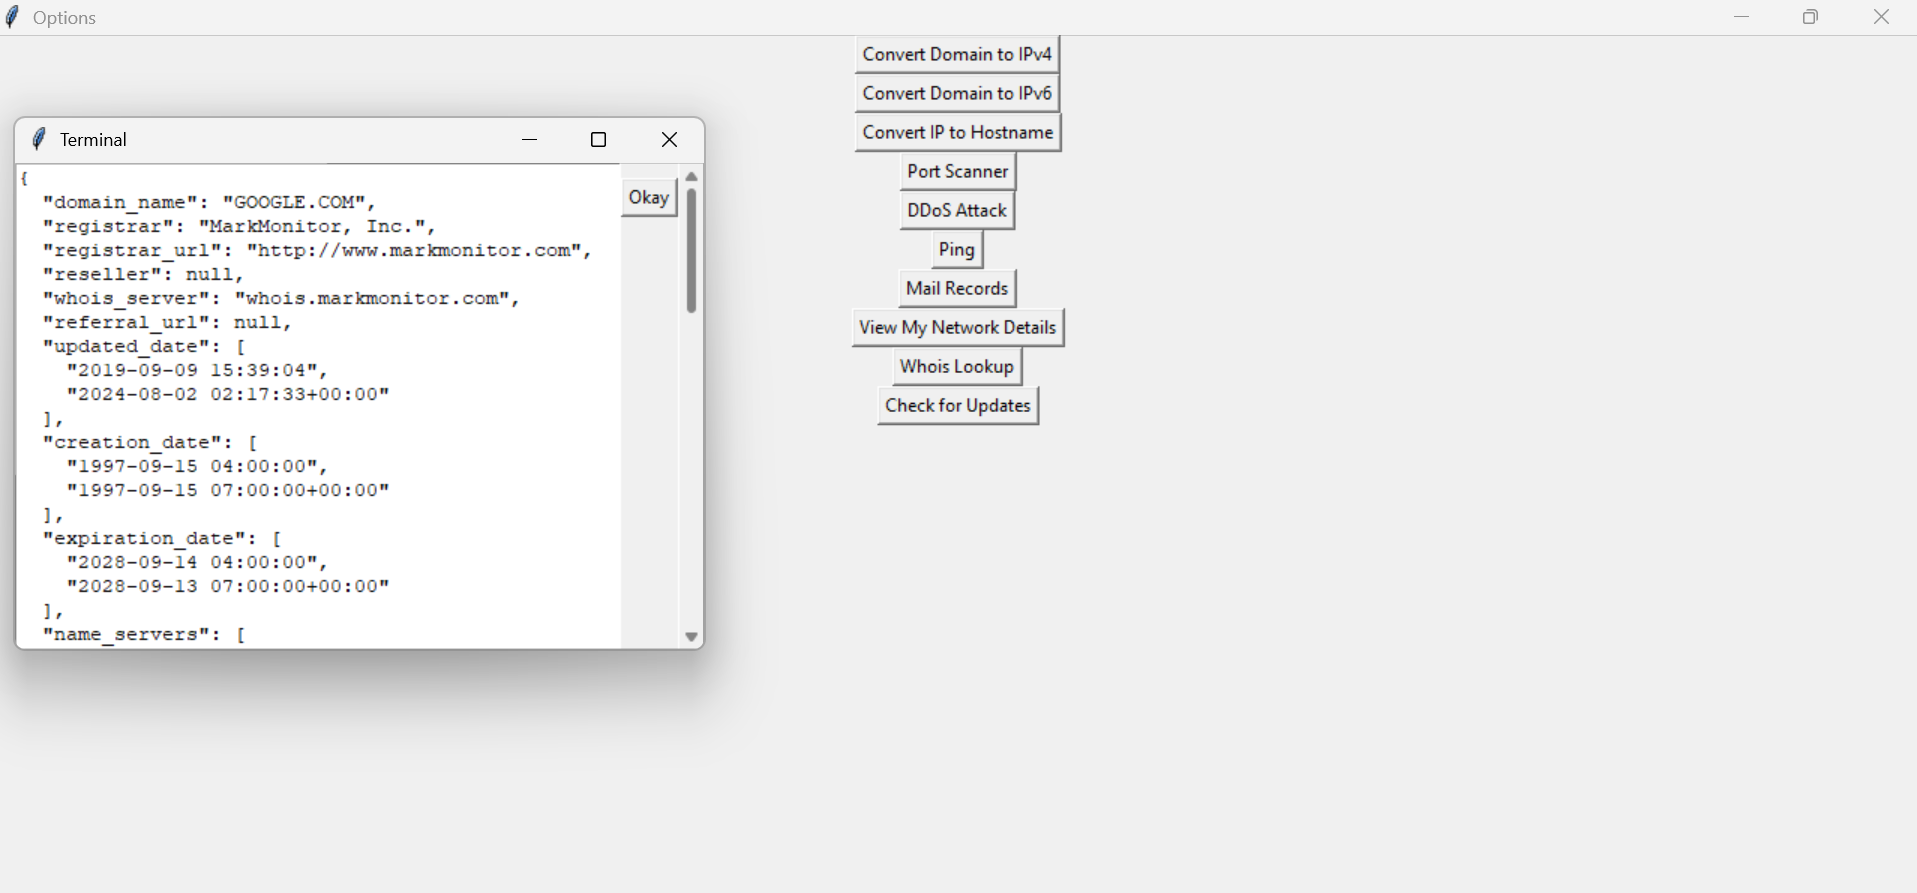 Options
Convert Domain to IPv4
Convert Domain to IPv6
Convert IP to Hostname
Port Scanner
DDoS Attack
Ping
Mail Records
View My Network Details
Whois Lookup
Check for Updates
Terminal
{
"domain_name": "GOOGLE.COM",
"registrar": "MarkMonitor, Inc.",
"registrar_url": "http://www.markmonitor.com",
"reseller": null,
"whois_server": "whois.markmonitor.com",
"referral_url": null,
"updated_date": [
"2019-09-09 15:39:04",
"2024-08-02 02:17:33+00:00"
],
"creation_date": [
"1997-09-15 04:00:00",
"1997-09-15 07:00:00+00:00"
],
"expiration_date": [
"2028-09-14 04:00:00",
"2028-09-13 07:00:00+00:00"
],
"name_servers": [
Okay